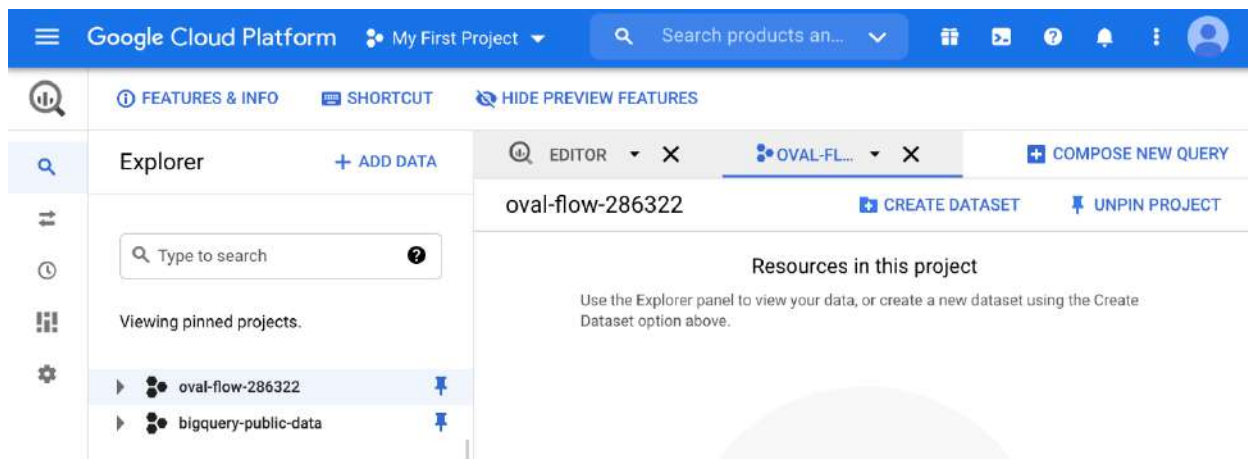 Google Cloud Platform My First Project Search products an...
FEATURES & INFO SHORTCUT HIDE PREVIEW FEATURES
Explorer + ADD DATA
EDITOR OVAL-FL... COMPOSE NEW QUERY
oval-flow-286322 CREATE DATASET UNPIN PROJECT
Type to search
Resources in this project
Use the Explorer panel to view your data, or create a new dataset using the Create
Dataset option above.
Viewing pinned projects.
oval-flow-286322
bigquery-public-data